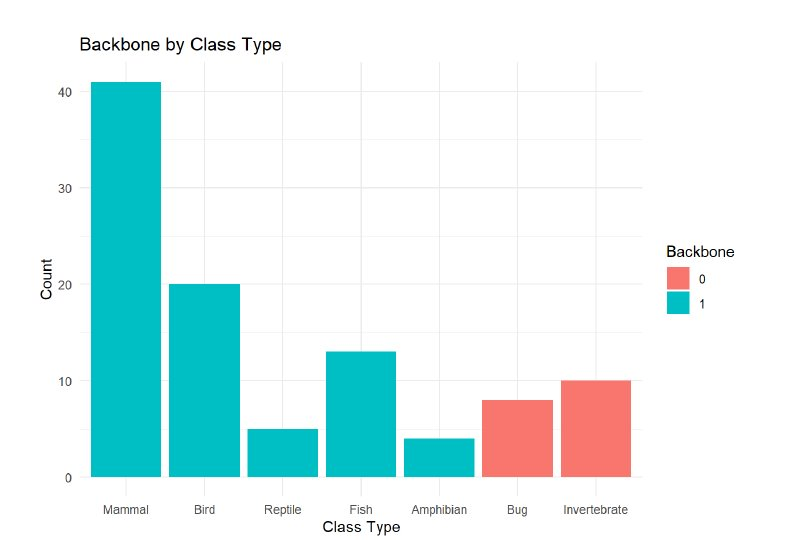 Backbone by Class Type
40
30
20
10
0
Count
Mammal Bird Reptile Fish Amphibian Bug Invertebrate
Class Type
Backbone
0
1